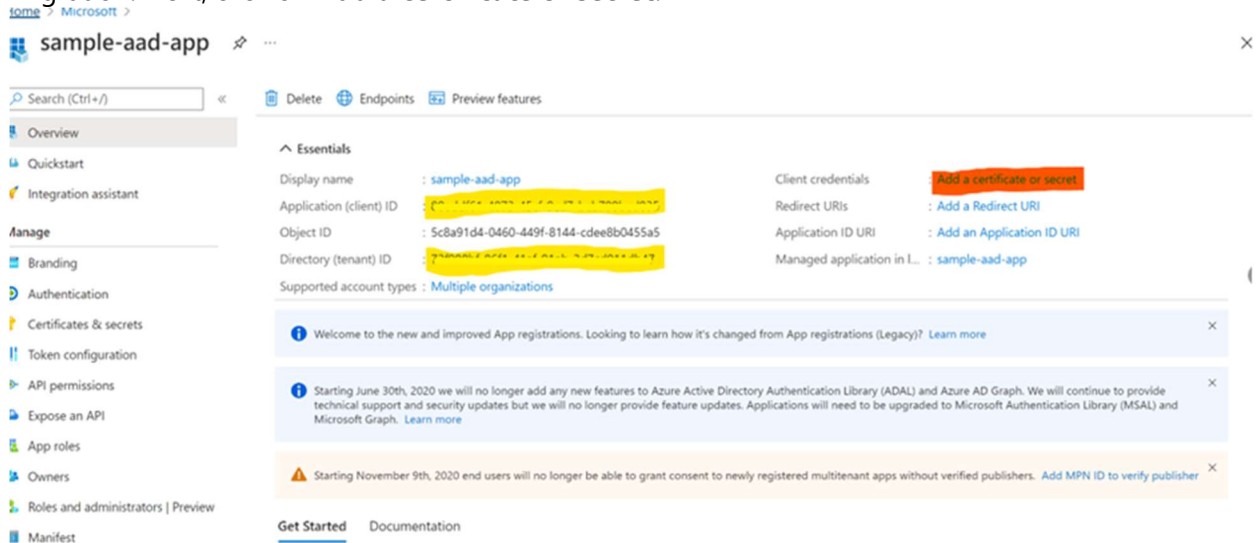 Home > Microsoft >
sample-aad-app
Search (Ctrl+/)
Delete Endpoints Preview features
Overview
Quickstart
Integration assistant
Manage
Branding
Authentication
Certificates & secrets
Token configuration
API permissions
Expose an API
App roles
Owners
Roles and administrators | Preview
Manifest
Essentials
Display name : sample-aad-app
Application (client) ID :
Object ID : 5c8a91d4-0460-449f-8144-cdee8b0455a5
Directory (tenant) ID :
Supported account types : Multiple organizations
Client credentials : Add a certificate or secret
Redirect URIs : Add a Redirect URI
Application ID URI : Add an Application ID URI
Managed application in l... : sample-aad-app
Welcome to the new and improved App registrations. Looking to learn how it's changed from App registrations (Legacy)? Learn more
Starting June 30th, 2020 we will no longer add any new features to Azure Active Directory Authentication Library (ADAL) and Azure AD Graph. We will continue to provide
technical support and security updates but we will no longer provide feature updates. Applications will need to be upgraded to Microsoft Authentication Library (MSAL) and
Microsoft Graph. Learn more
Starting November 9th, 2020 end users will no longer be able to grant consent to newly registered multitenant apps without verified publishers. Add MPN ID to verify publisher
Get Started Documentation